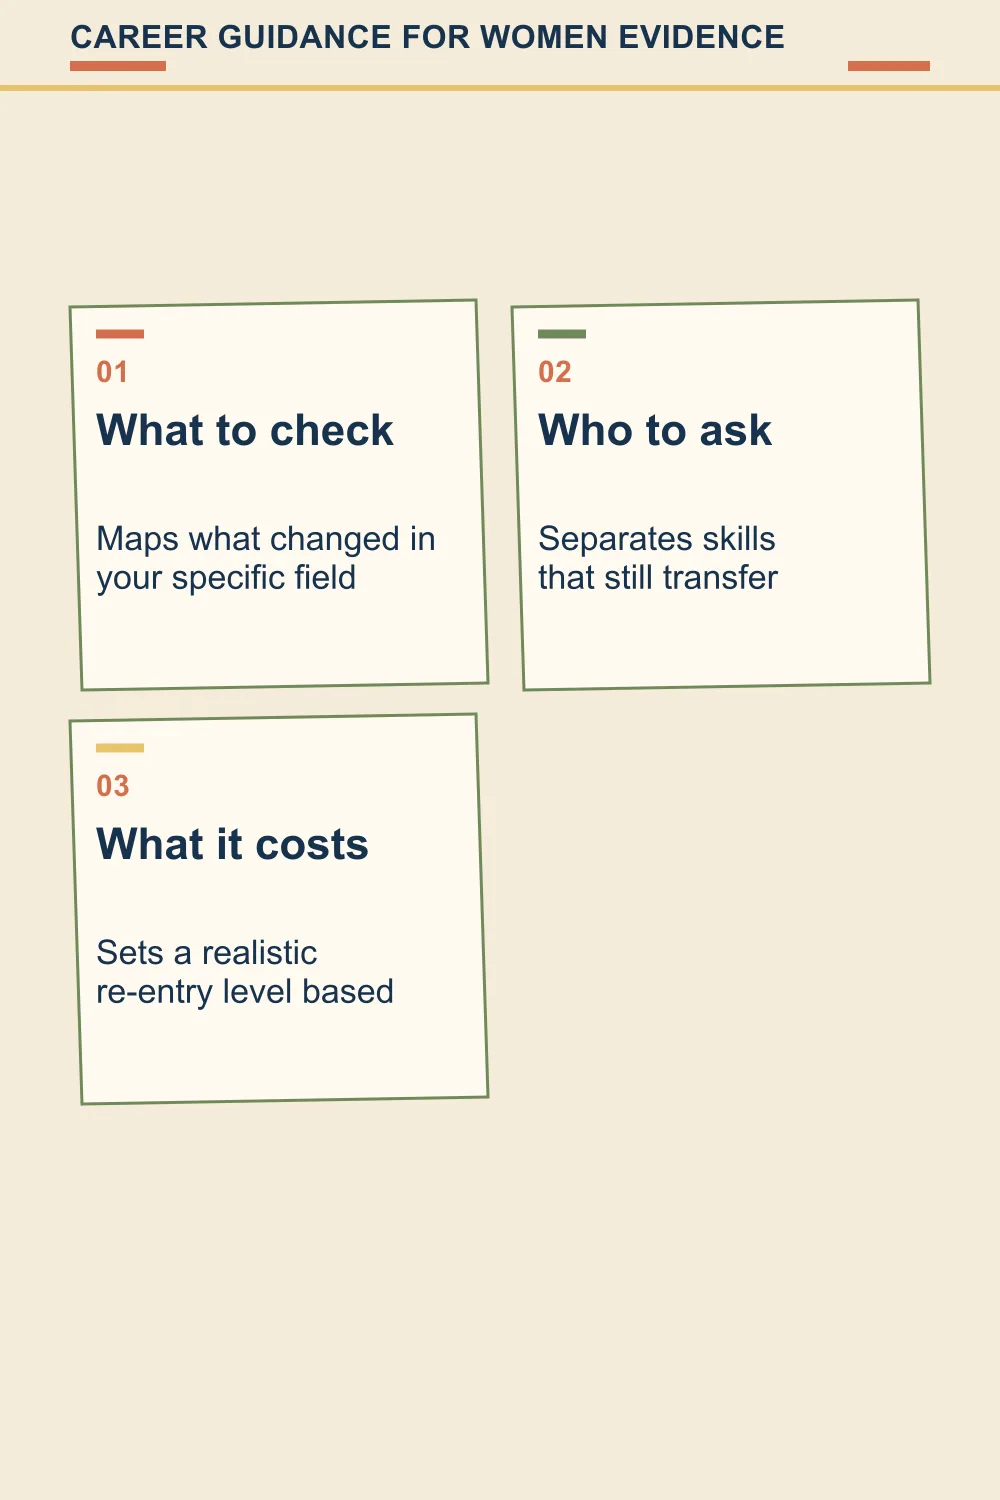 CAREER GUIDANCE FOR WOMEN EVIDENCE
01
What to check
Maps what changed in
your specific field
02
Who to ask
Separates skills
that still transfer
03
What it costs
Sets a realistic
re-entry level based